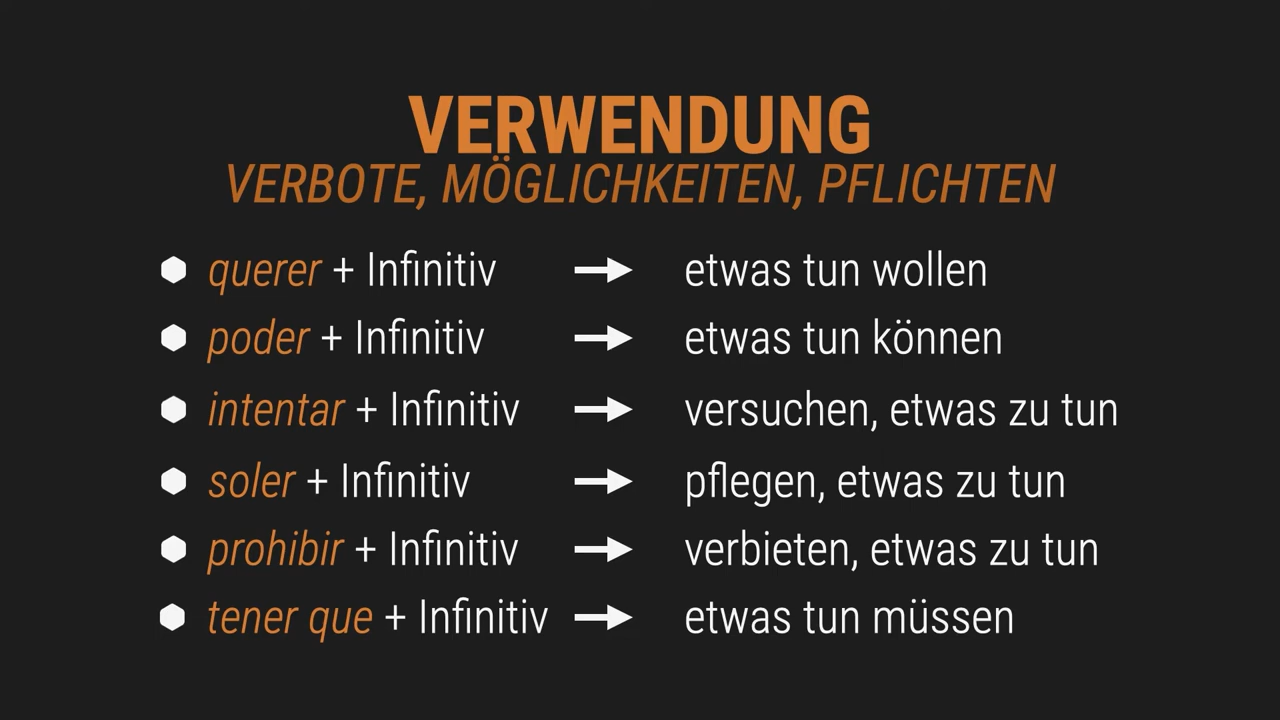 VERWENDUNG
VERBOTE, MÖGLICHKEITEN, PFLICHTEN
querer + Infinitiv → etwas tun wollen
poder + Infinitiv → etwas tun können
intentar + Infinitiv → versuchen, etwas zu tun
soler + Infinitiv → pflegen, etwas zu tun
prohibir + Infinitiv → verbieten, etwas zu tun
tener que + Infinitiv → etwas tun müssen